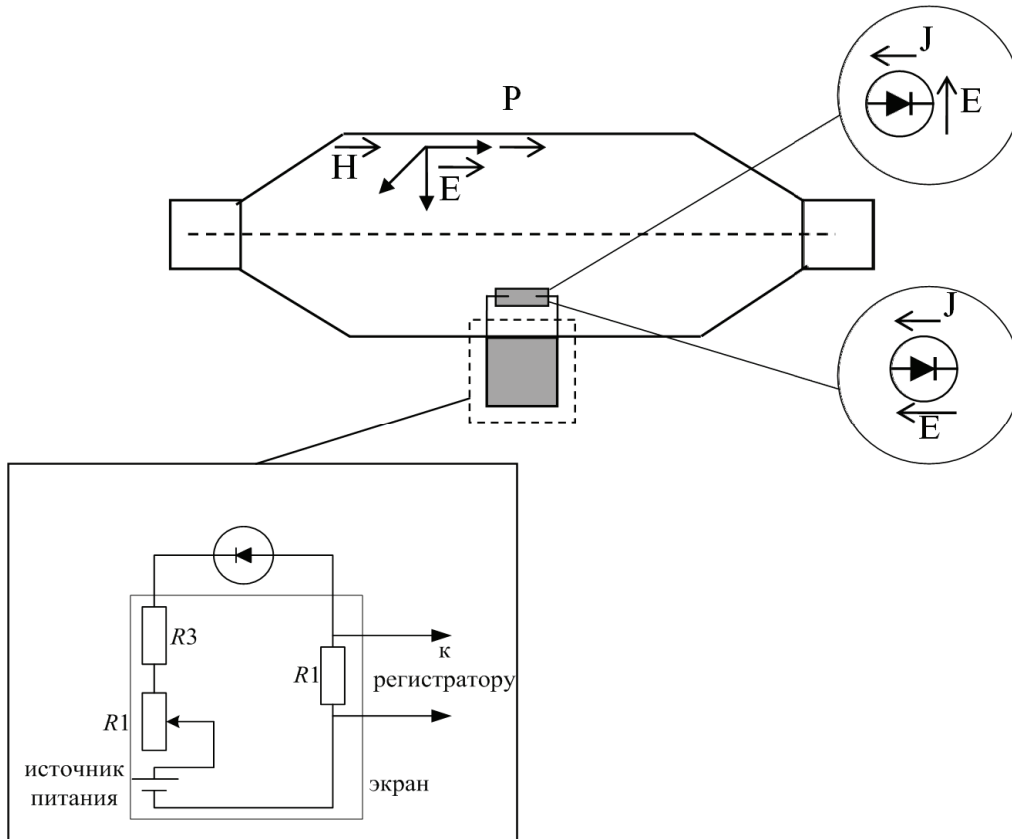 P
H
E
J
E
J
E
R3
R1
R1
к
регистратору
источник
питания
экран